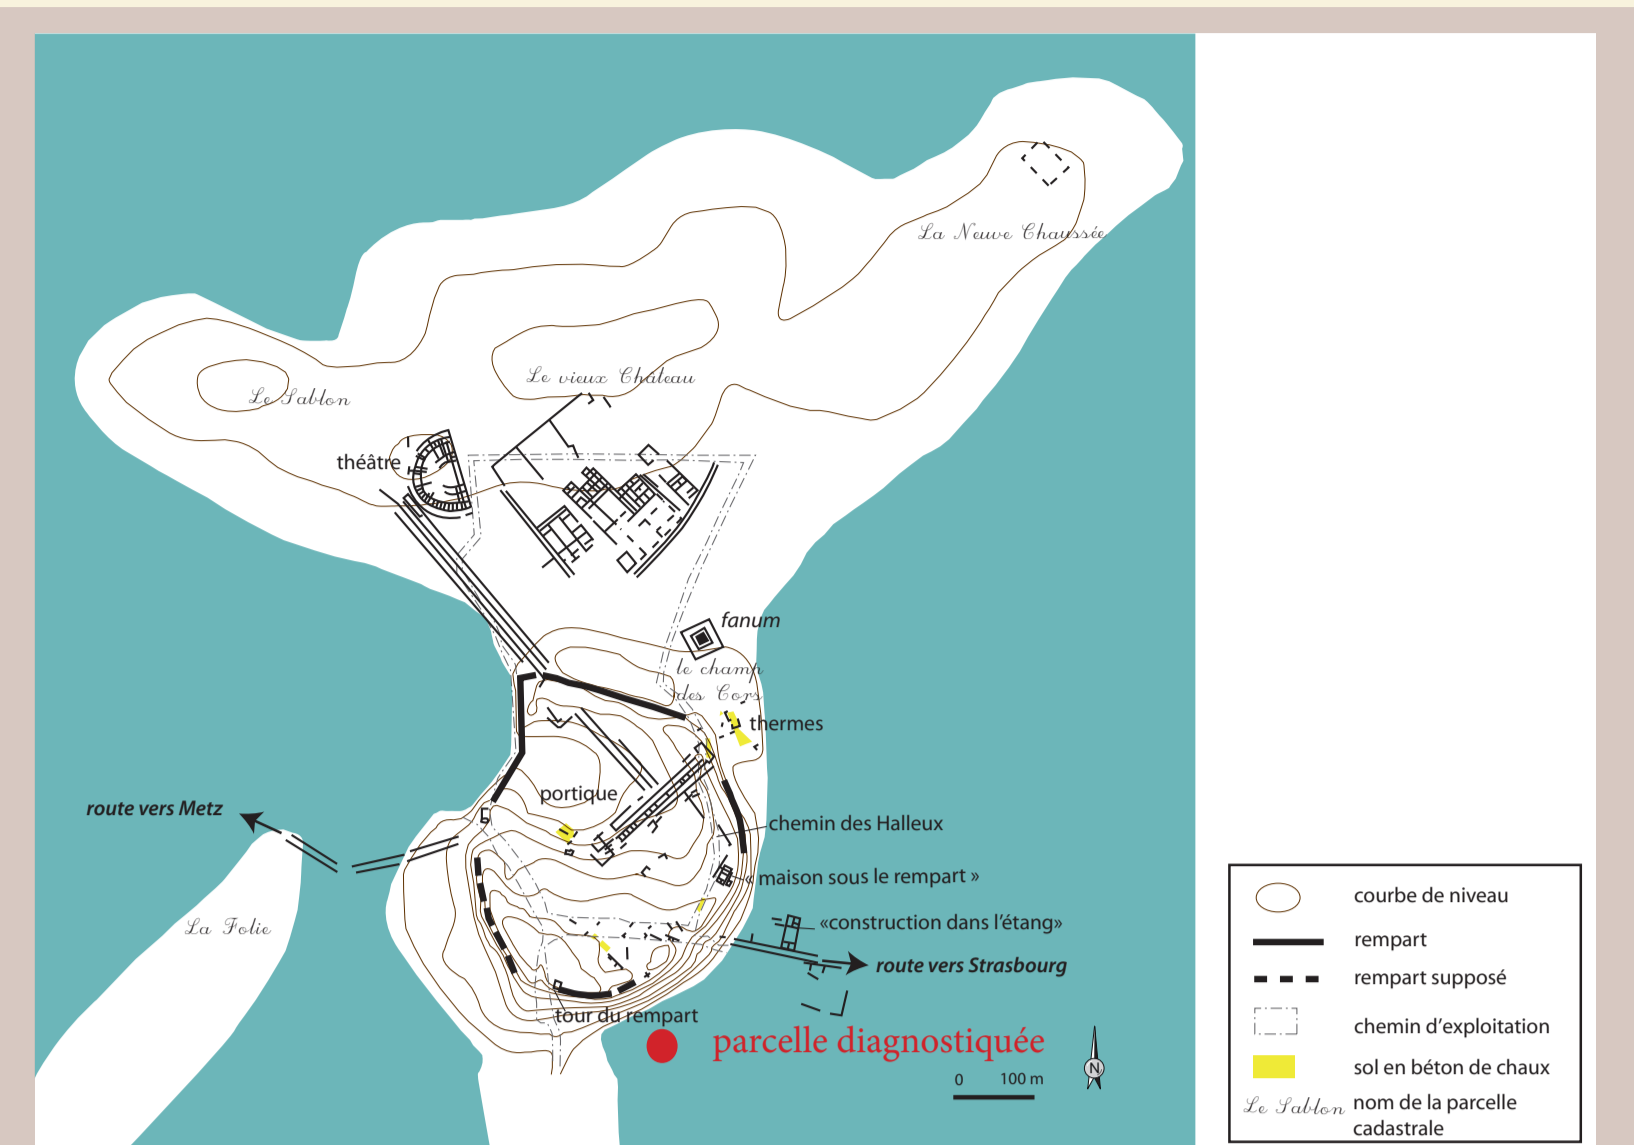 La Neuve Chaussée
Le vieux Château
Le Sablon
théâtre
fanum
le champ
des Cors
thermes
portique
route vers Metz
chemin des Halleux
« maison sous le rempart »
La Folie
«construction dans l'étang»
route vers Strasbourg
tour du rempart
parcelle diagnostiquée
N
0 100 m
courbe de niveau
rempart
rempart supposé
chemin d'exploitation
sol en béton de chaux
Le Sablon nom de la parcelle
cadastrale